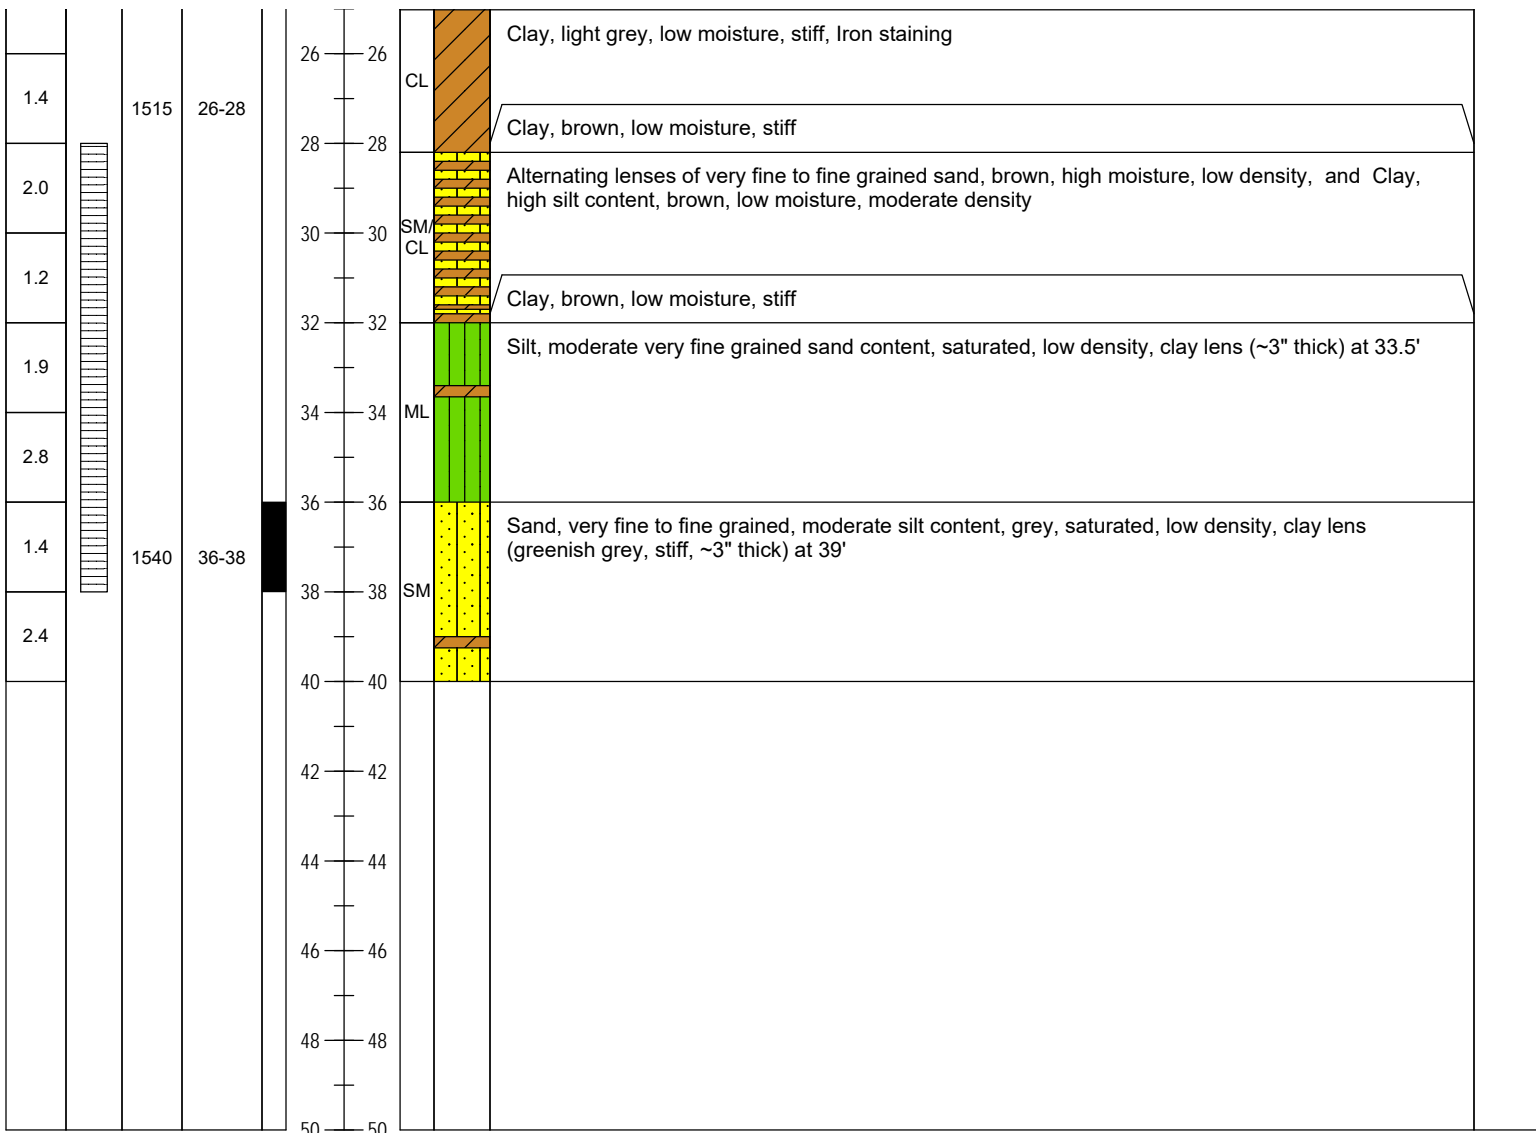 26 26
Clay, light grey, low moisture, stiff, Iron staining
CL
1.4 1515 26-28
Clay, brown, low moisture, stiff
28 28
2.0
Alternating lenses of very fine to fine grained sand, brown, high moisture, low density, and Clay,
high silt content, brown, low moisture, moderate density
30 30
SM/
CL
1.2
Clay, brown, low moisture, stiff
32 32
Silt, moderate very fine grained sand content, saturated, low density, clay lens (~3" thick) at 33.5'
1.9
34 34
ML
2.8
36 36
Sand, very fine to fine grained, moderate silt content, grey, saturated, low density, clay lens
(greenish grey, stiff, ~3" thick) at 39'
1.4 1540 36-38
38 38
SM
2.4
40 40
42 42
44 44
46 46
48 48
50 50